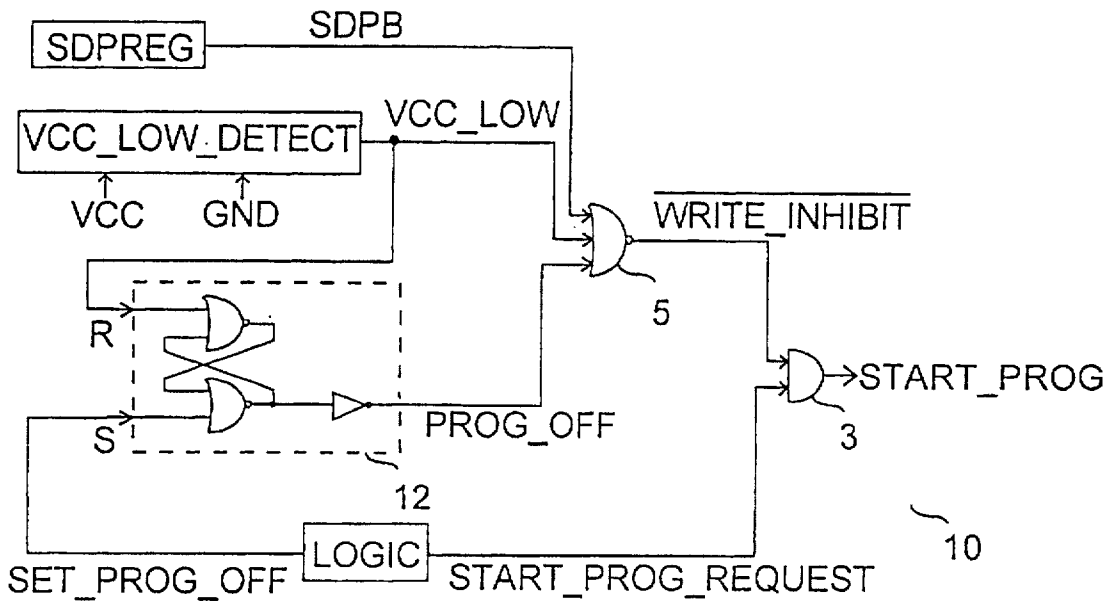 SDPREG
SDPB
VCC_LOW_DETECT
VCC_LOW
VCC
GND
WRITE_INHIBIT
5
R
START_PROG
3
S
PROG_OFF
12
LOGIC
10
SET_PROG_OFF
START_PROG_REQUEST